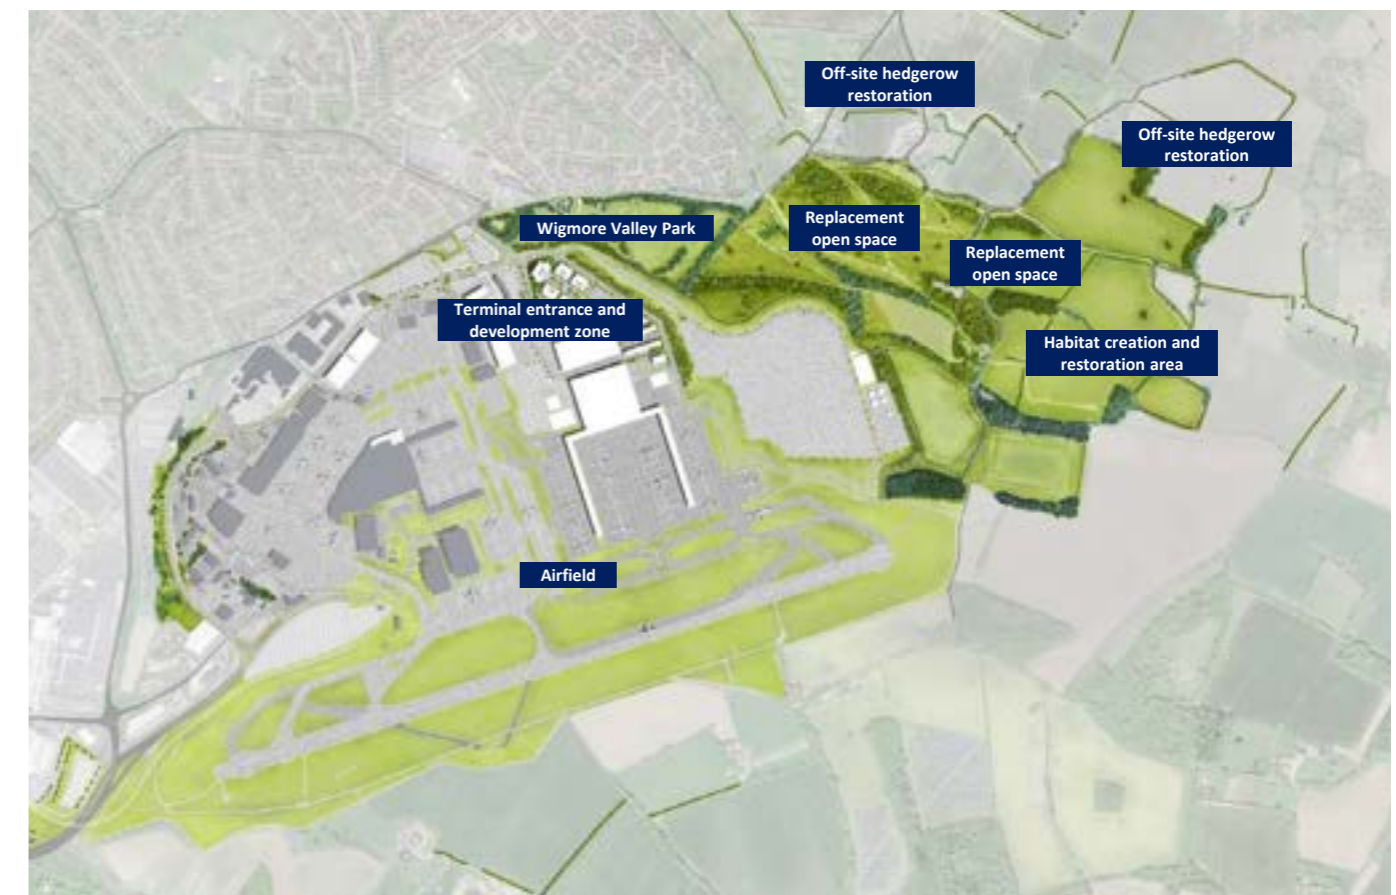 Off-site hedgerow
restoration
Off-site hedgerow
restoration
Wigmore Valley Park
Replacement
open space
Replacement
open space
Terminal entrance and
development zone
Habitat creation and
restoration area
Airfield